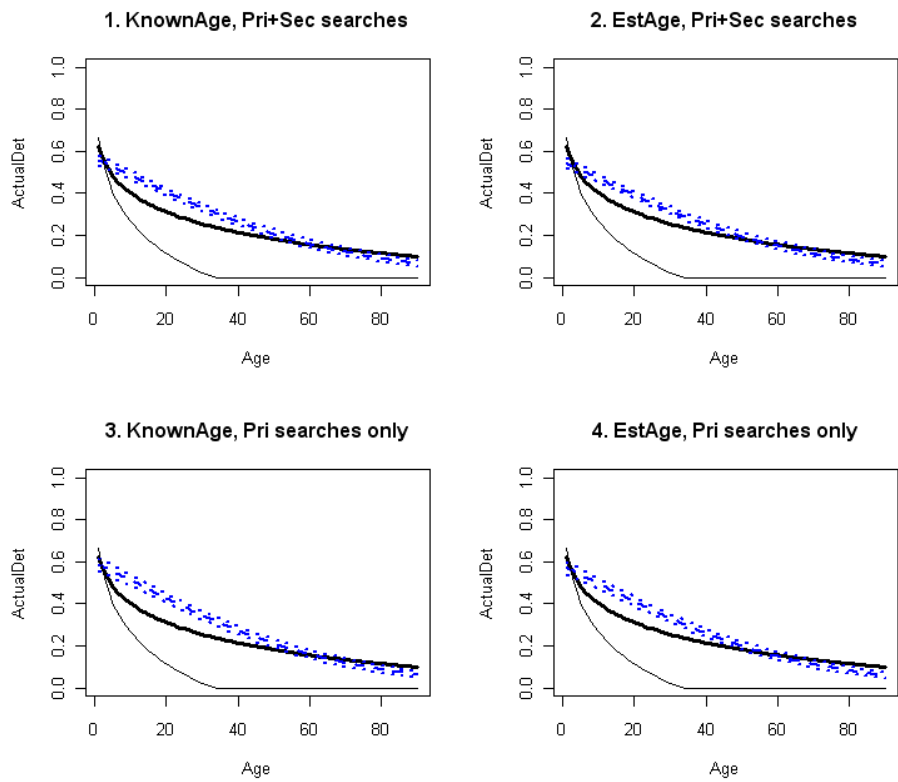 1. KnownAge, Pri+Sec searches
ActualDet
0.0 0.2 0.4 0.6 0.8 1.0
0 20 40 60 80
Age
2. EstAge, Pri+Sec searches
ActualDet
0.0 0.2 0.4 0.6 0.8 1.0
0 20 40 60 80
Age
3. KnownAge, Pri searches only
ActualDet
0.0 0.2 0.4 0.6 0.8 1.0
0 20 40 60 80
Age
4. EstAge, Pri searches only
ActualDet
0.0 0.2 0.4 0.6 0.8 1.0
0 20 40 60 80
Age